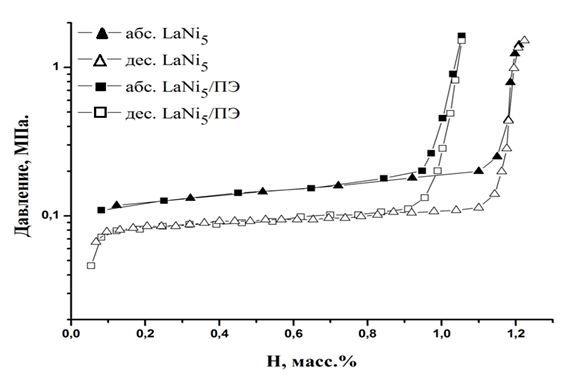 абс. LaNi5
дес. LaNi5
абс. LaNi5/ПЭ
дес. LaNi5/ПЭ
Давление, МПа.
1
0,1
0,0 0,2 0,4 0,6 0,8 1,0 1,2
H, масс.%